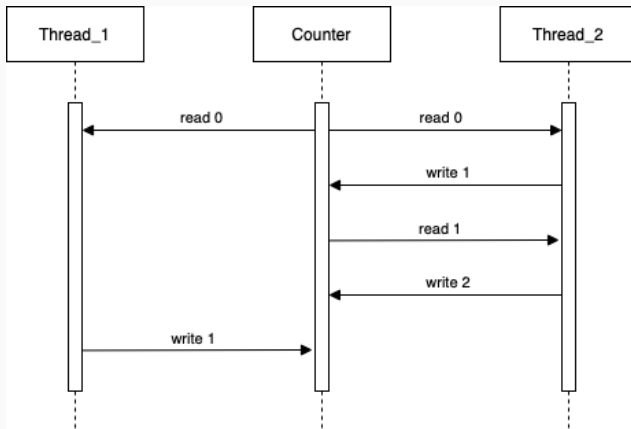 Thread_1
Counter
Thread_2
read 0
read 0
write 1
read 1
write 2
write 1